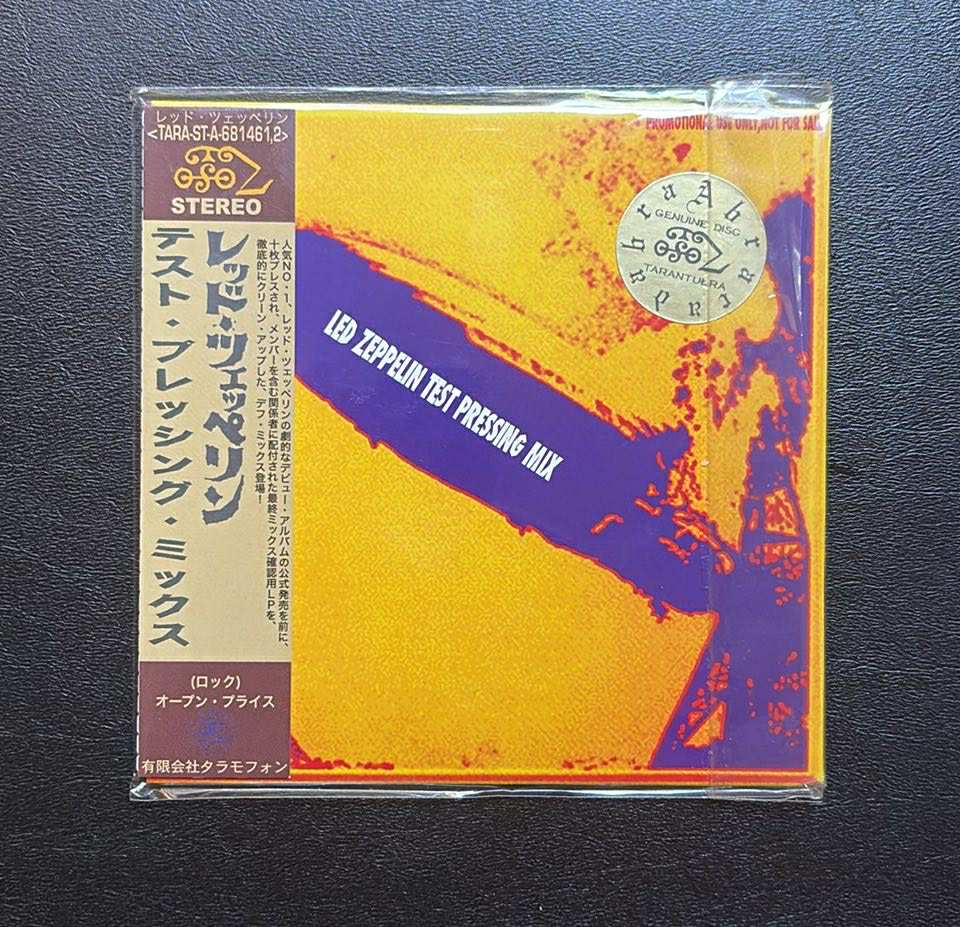 レッド・ツェッペリン
<TARA-ST-A-681461,2>
STEREO
レッド・ツェッペリン
テスト・プレッシング・ミックス
人気NO・1、レッド・ツェッペリンの劇的なデビュー・アルバムの公式発売を前に、
十枚プレスされ、メンバーを含む関係者に配付された最終ミックス確認用LPを、
徹底的にクリーン・アップした、デフ・ミックス登場!
(ロック)
オープン・プライス
有限会社タラモフォン
PROMOTIONAL USE ONLY,NOT FOR SALE
GENUINE DISC
TARANTURA
LED ZEPPELIN TEST PRESSING MIX